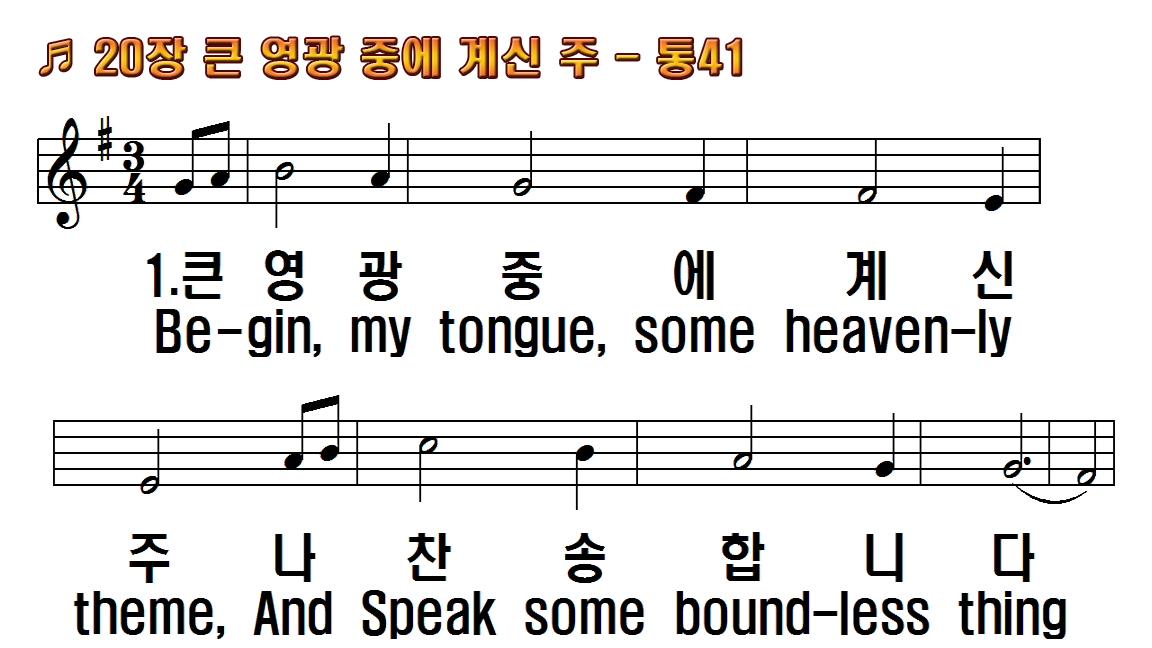 ♬ 20장 큰 영광 중에 계신 주 - 통41
3
4
1.큰 영 광 중 에 계 신
Be-gin, my tongue, some heaven-ly
주 나 찬 송 합 니 다
theme, And Speak some bound-less thing